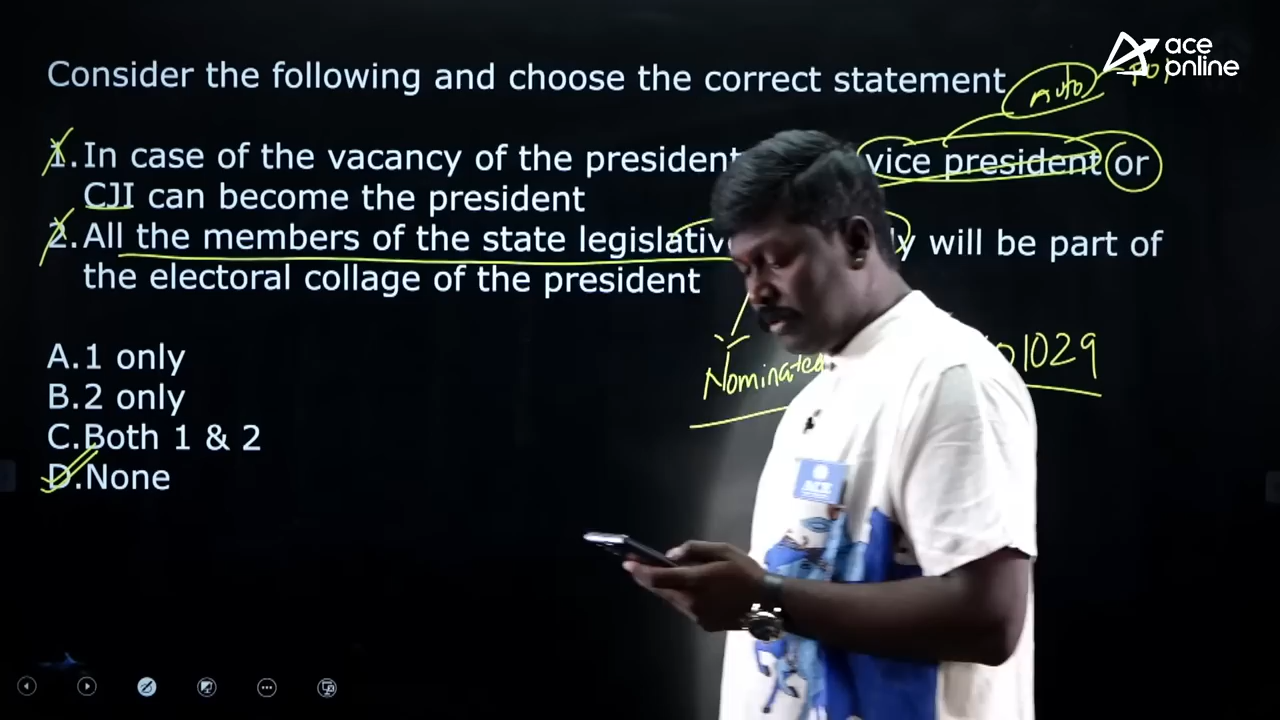 ace
online
Consider the following and choose the correct statement
Auto
1. In case of the vacancy of the president vice president or
CJI can become the president
2. All the members of the state legislative will be part of
the electoral collage of the president
Nominated 1029
A. 1 only
B. 2 only
C. Both 1 & 2
D. None
ACE